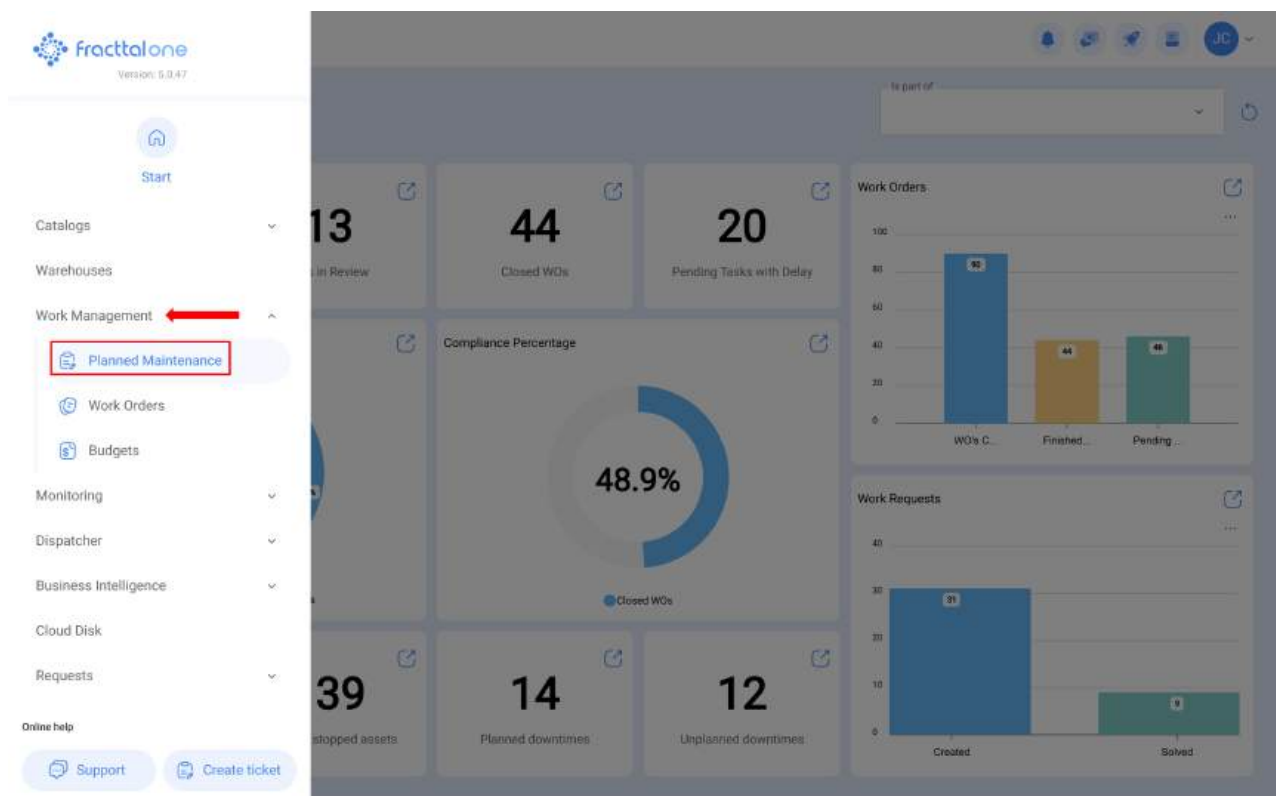 fracttalone
Version: 5.0.47
JC
Is part of
Start
Catalogs
Warehouses
Work Management
Planned Maintenance
Work Orders
Budgets
Monitoring
Dispatcher
Business Intelligence
Cloud Disk
Requests
Online help
Support
Create ticket
13
in Review
44
Closed WOs
20
Pending Tasks with Delay
Compliance Percentage
48.9%
Closed WOs
39
stopped assets
14
Planned downtimes
12
Unplanned downtimes
Work Orders
...
100
80
60
40
20
0
90
44
46
WO's C...
Finished...
Pending ...
Work Requests
...
40
30
20
10
0
31
9
Created
Solved